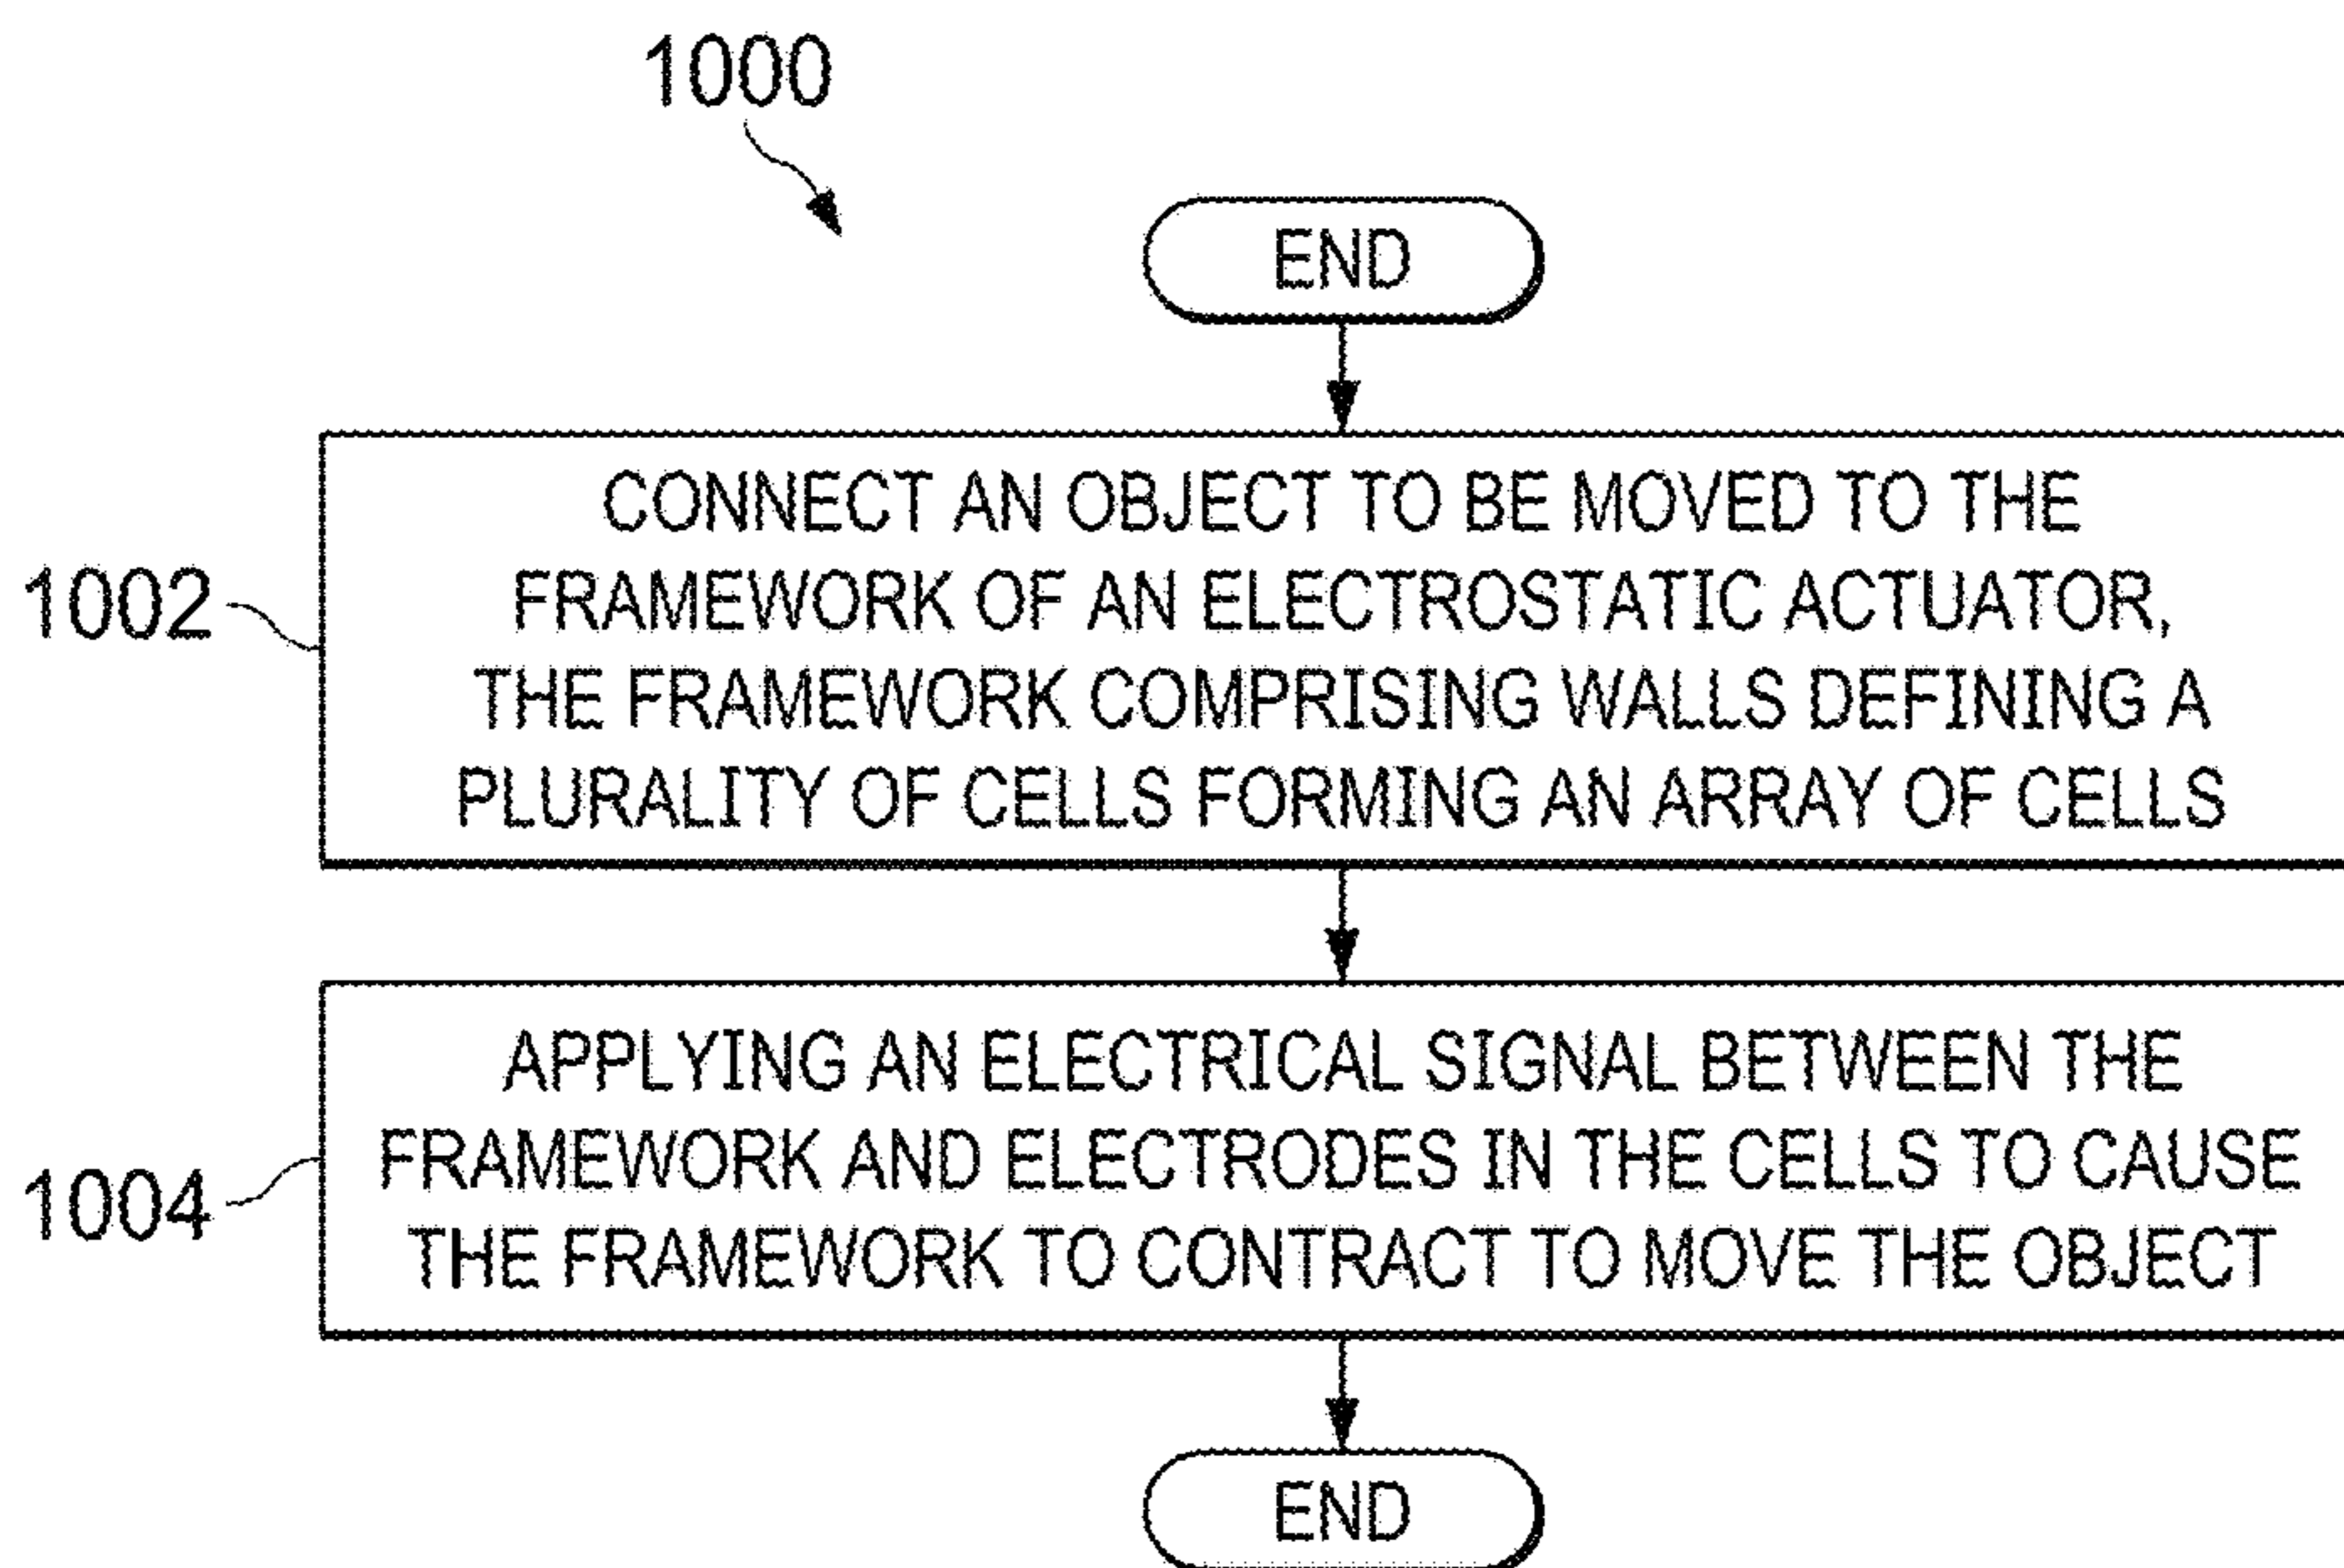 1000
END
1002
CONNECT AN OBJECT TO BE MOVED TO THE
FRAMEWORK OF AN ELECTROSTATIC ACTUATOR,
THE FRAMEWORK COMPRISING WALLS DEFINING A
PLURALITY OF CELLS FORMING AN ARRAY OF CELLS
1004
APPLYING AN ELECTRICAL SIGNAL BETWEEN THE
FRAMEWORK AND ELECTRODES IN THE CELLS TO CAUSE
THE FRAMEWORK TO CONTRACT TO MOVE THE OBJECT
END